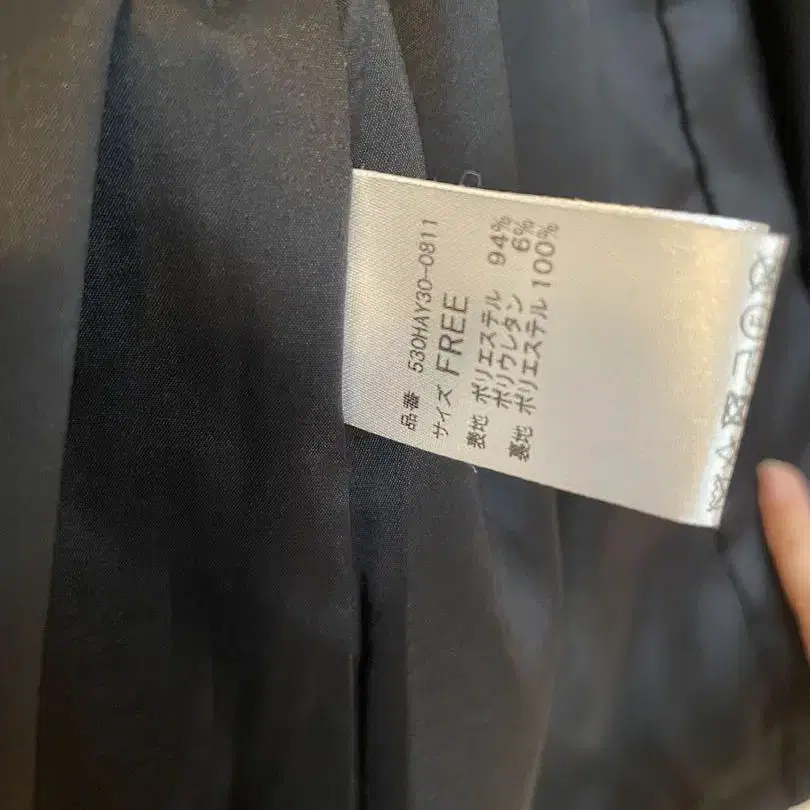 品番 530HAY30-0811
サイズ FREE
表地 ポリエステル 94%
ポリウレタン 6%
裏地 ポリエステル 100%